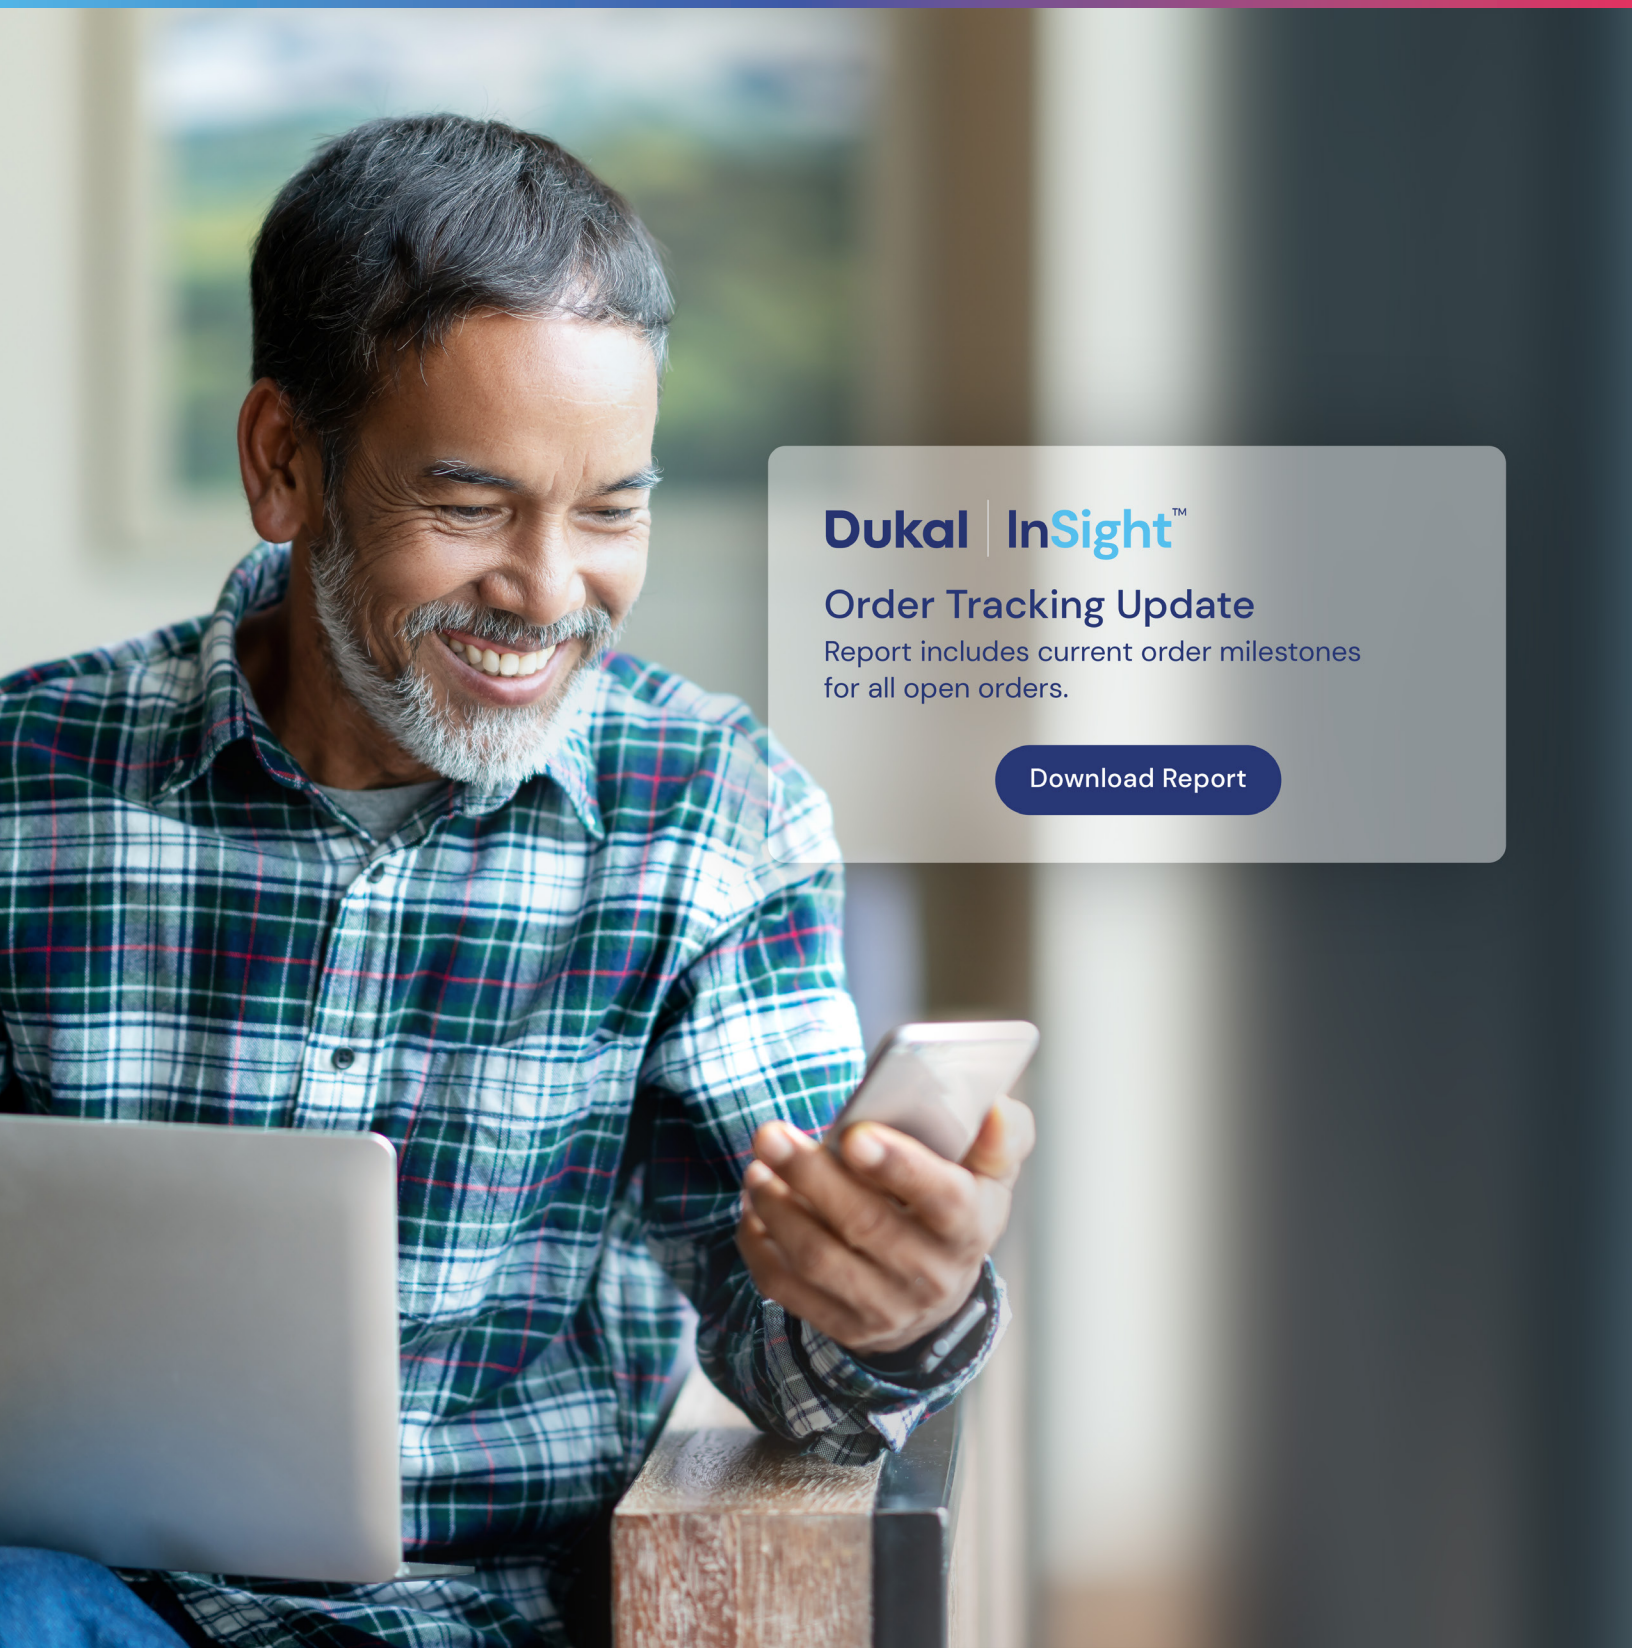 Dukal | InSight™
Order Tracking Update
Report includes current order milestones
for all open orders.
Download Report